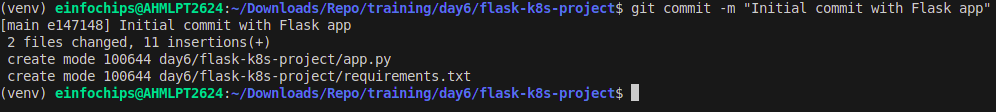 (venv) einfochips@AHMLPT2624:~/Downloads/Repo/training/day6/flask-k8s-project$ git commit -m "Initial commit with Flask app"
[main e147148] Initial commit with Flask app
 2 files changed, 11 insertions(+)
 create mode 100644 day6/flask-k8s-project/app.py
 create mode 100644 day6/flask-k8s-project/requirements.txt
(venv) einfochips@AHMLPT2624:~/Downloads/Repo/training/day6/flask-k8s-project$